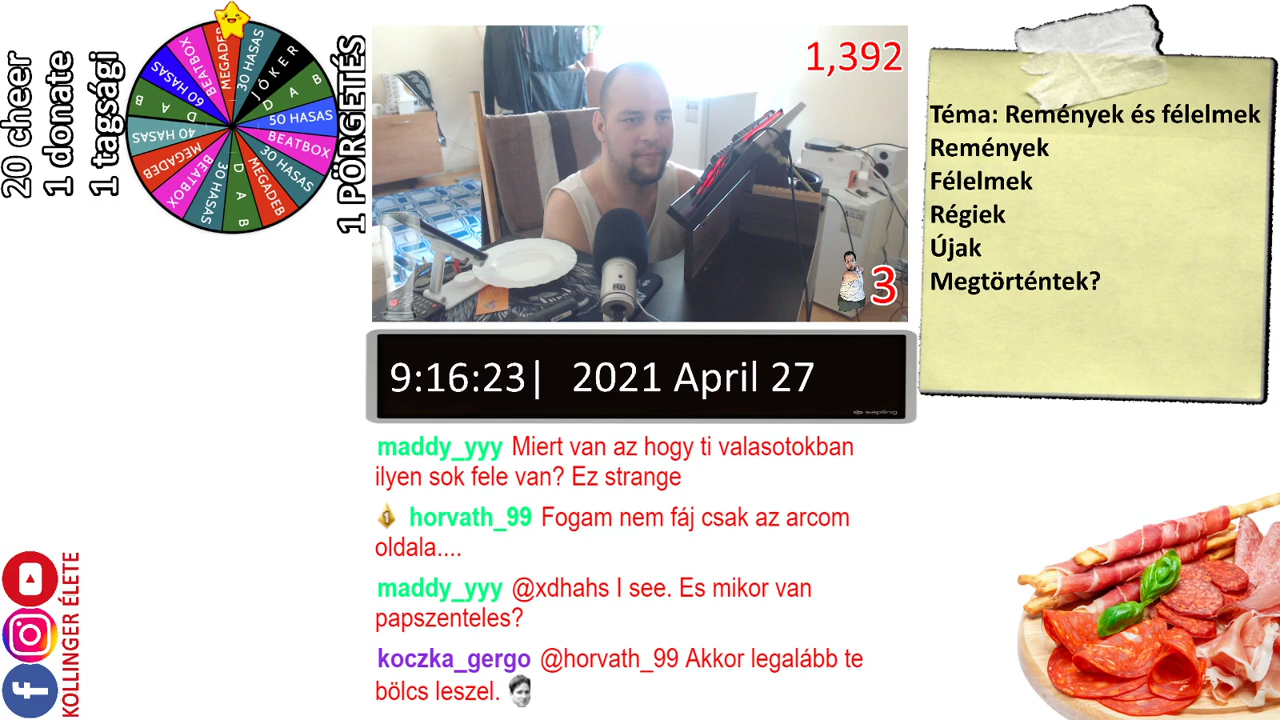 20 cheer
1 donate
1 tagsági
1 PÖRGETÉS
MEGADEB
30 HASAS
JÓKER
D A B
50 HASAS
BEATBOX
30 HASAS
MEGADEB
D A B
30 HASAS
BEATBOX
MEGADEB
40 HASAS
D A B
60 HASAS
BEATBOX
1,392
3
Téma: Remények és félelmek
Remények
Félelmek
Régiek
Újak
Megtörténtek?
9:16:23| 2021 April 27
sapling
maddy_yyy Miert van az hogy ti valasotokban
ilyen sok fele van? Ez strange
1 horvath_99 Fogam nem fáj csak az arcom
oldala....
maddy_yyy @xdhahs I see. Es mikor van
papszenteles?
koczka_gergo @horvath_99 Akkor legalább te
bölcs leszel.
KOLLINGER ÉLETE